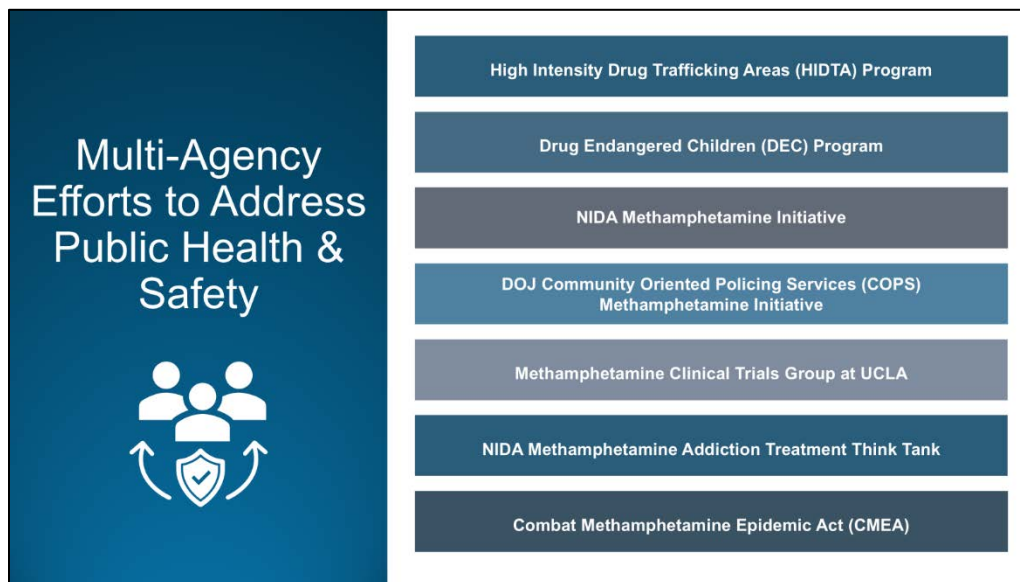 Multi-Agency
Efforts to Address
Public Health &
Safety
High Intensity Drug Trafficking Areas (HIDTA) Program
Drug Endangered Children (DEC) Program
NIDA Methamphetamine Initiative
DOJ Community Oriented Policing Services (COPS)
Methamphetamine Initiative
Methamphetamine Clinical Trials Group at UCLA
NIDA Methamphetamine Addiction Treatment Think Tank
Combat Methamphetamine Epidemic Act (CMEA)